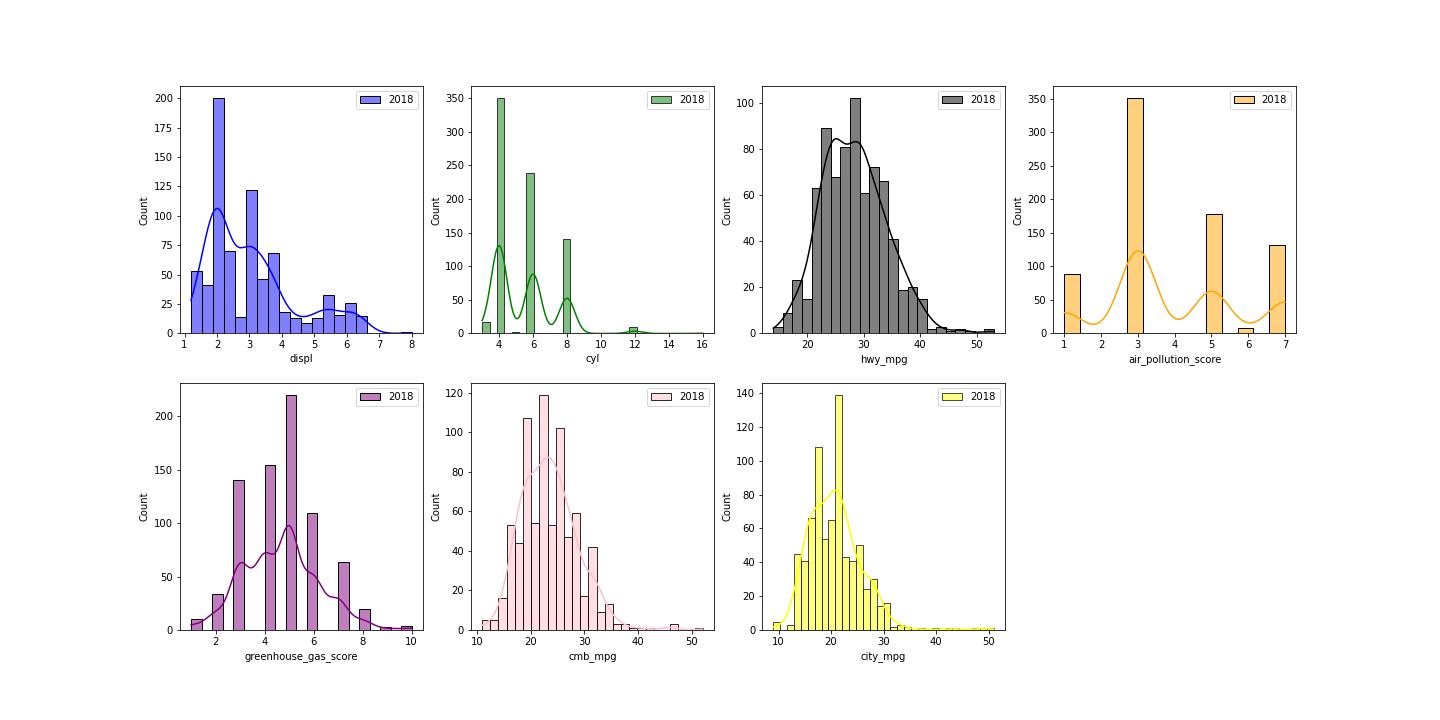 2018
200
175
150
125
100
75
50
25
0
Count
1 2 3 4 5 6 7 8
displ
2018
350
300
250
200
150
100
50
0
Count
4 6 8 10 12 14 16
cyl
2018
100
80
60
40
20
0
Count
20 30 40 50
hwy_mpg
2018
350
300
250
200
150
100
50
0
Count
1 2 3 4 5 6 7
air_pollution_score
2018
200
150
100
50
0
Count
2 4 6 8 10
greenhouse_gas_score
2018
120
100
80
60
40
20
0
Count
10 20 30 40 50
cmb_mpg
2018
140
120
100
80
60
40
20
0
Count
10 20 30 40 50
city_mpg